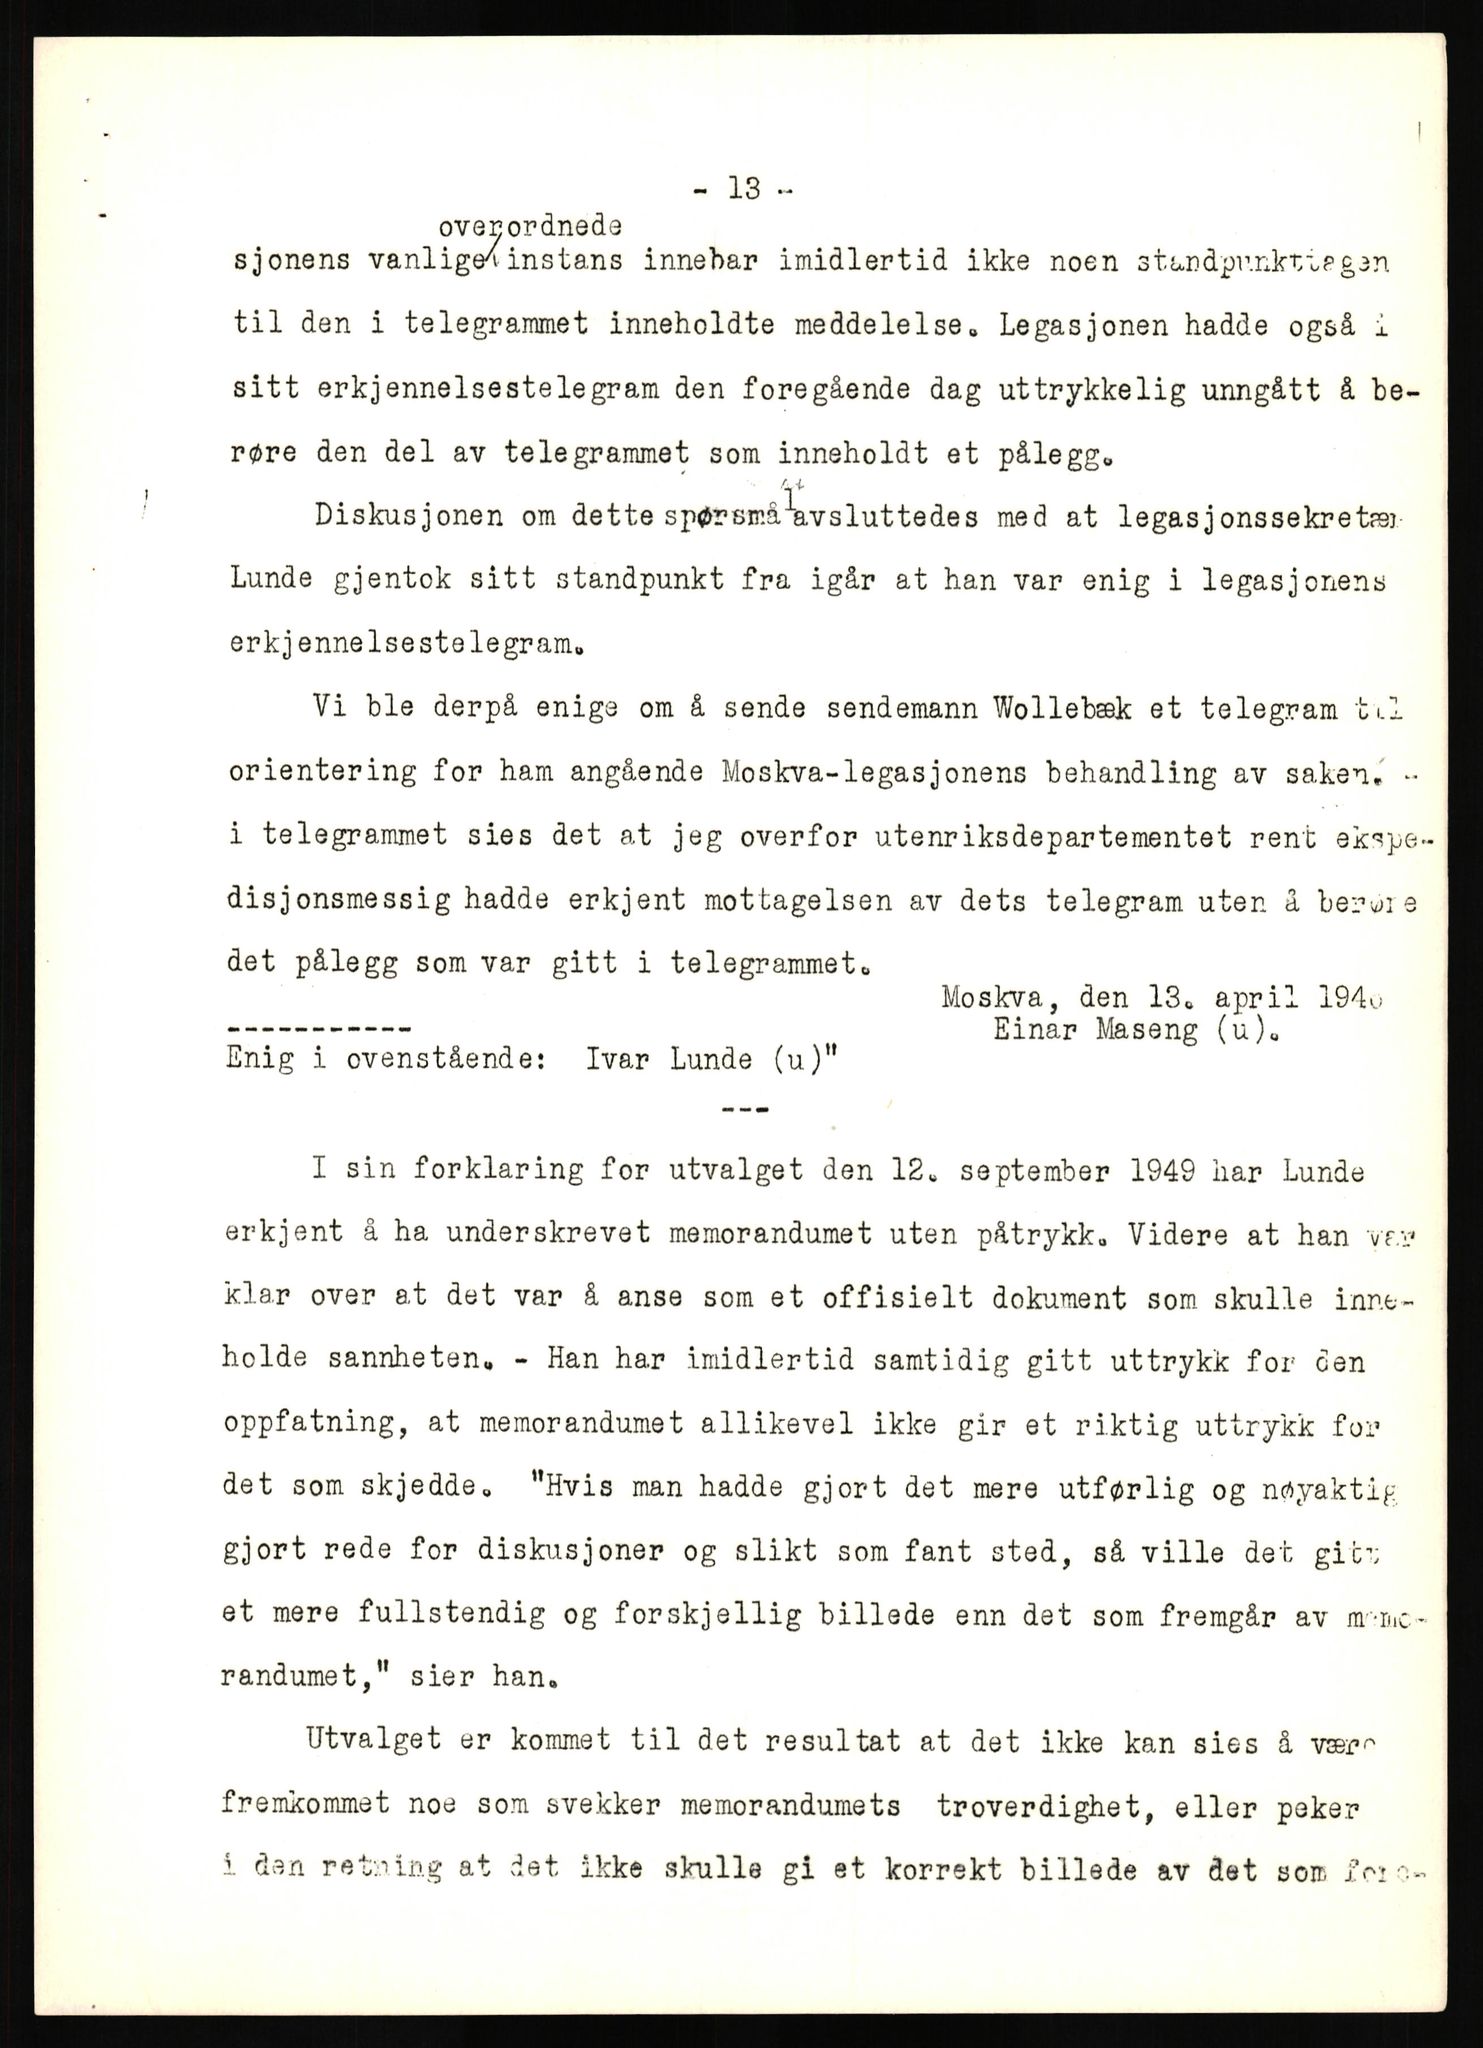 - 13 -
overordnede
sjonens vanlige instans innebar imidlertid ikke noen standpunkttagen
til den i telegrammet inneholdte meddelelse. Legasjonen hadde også i
sitt erkjennelsestelegram den foregående dag uttrykkelig unngått å be-
røre den del av telegrammet som inneholdt et pålegg.
Diskusjonen om dette spørsmål avsluttedes med at legasjonssekretær
Lunde gjentok sitt standpunkt fra igår at han var enig i legasjonens
erkjennelsestelegram.
Vi ble derpå enige om å sende sendemann Wollebæk et telegram til
orientering for ham angående Moskva-legasjonens behandling av saken. -
i telegrammet sies det at jeg overfor utenriksdepartementet rent ekspe-
disjonsmessig hadde erkjent mottagelsen av dets telegram uten å berøre
det pålegg som var gitt i telegrammet.
Moskva, den 13. april 1940
-----------
Einar Maseng (u).
Enig i ovenstående: Ivar Lunde (u)"
---
I sin forklaring for utvalget den 12. september 1949 har Lunde
erkjent å ha underskrevet memorandumet uten påtrykk. Videre at han var
klar over at det var å anse som et offisielt dokument som skulle inne-
holde sannheten. - Han har imidlertid samtidig gitt uttrykk for den
oppfatning, at memorandumet allikevel ikke gir et riktig uttrykk for
det som skjedde. "Hvis man hadde gjort det mere utførlig og nøyaktig
gjort rede for diskusjoner og slikt som fant sted, så ville det gitt
et mere fullstendig og forskjellig billede enn det som fremgår av memo-
randumet," sier han.
Utvalget er kommet til det resultat at det ikke kan sies å være
fremkommet noe som svekker memorandumets troverdighet, eller peker
i den retning at det ikke skulle gi et korrekt billede av det som fore-